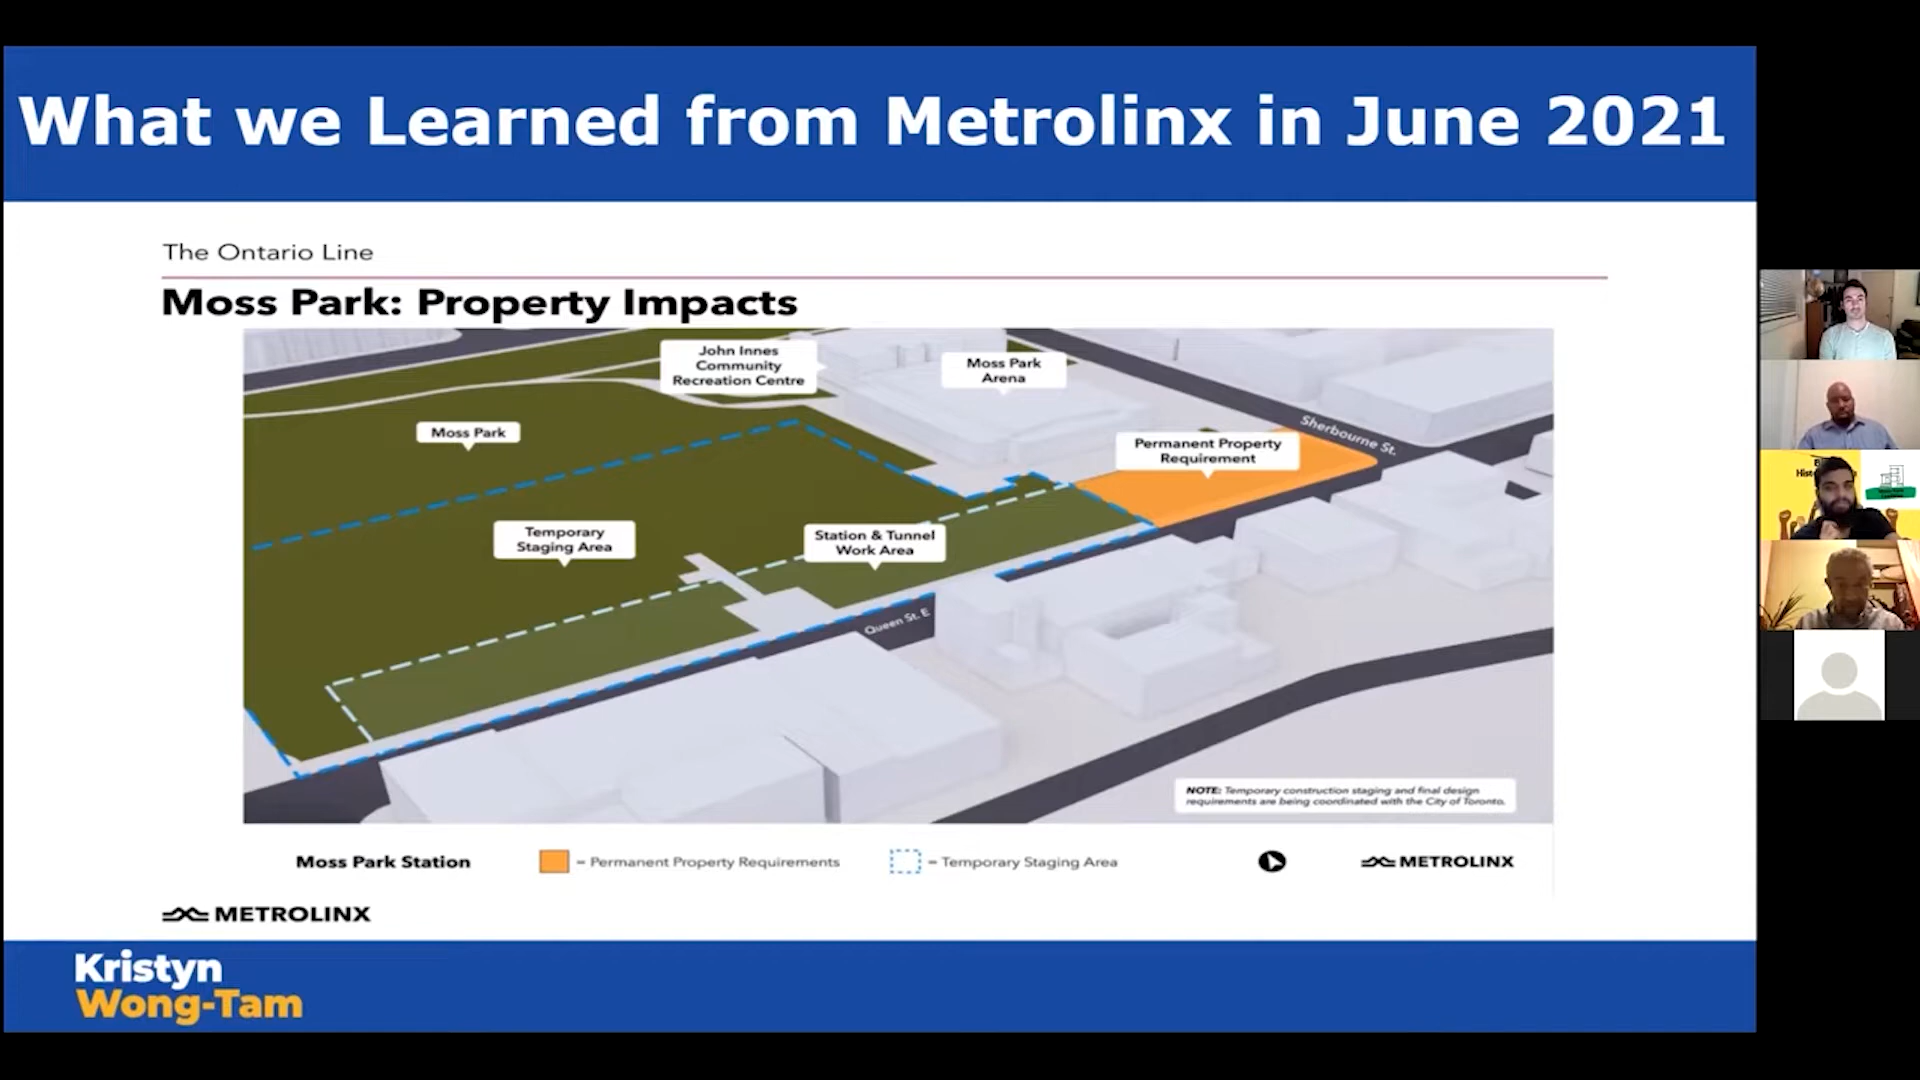 What we Learned from Metrolinx in June 2021
The Ontario Line
Moss Park: Property Impacts
John Innes
Community
Recreation Centre
Moss Park
Arena
Moss Park
Sherbourne St.
Permanent Property
Requirement
Temporary
Staging Area
Station & Tunnel
Work Area
Queen St. E
NOTE: Temporary construction staging and final design
requirements are being coordinated with the City of Toronto.
Moss Park Station
= Permanent Property Requirements
= Temporary Staging Area
METROLINX
METROLINX
Kristyn
Wong-Tam